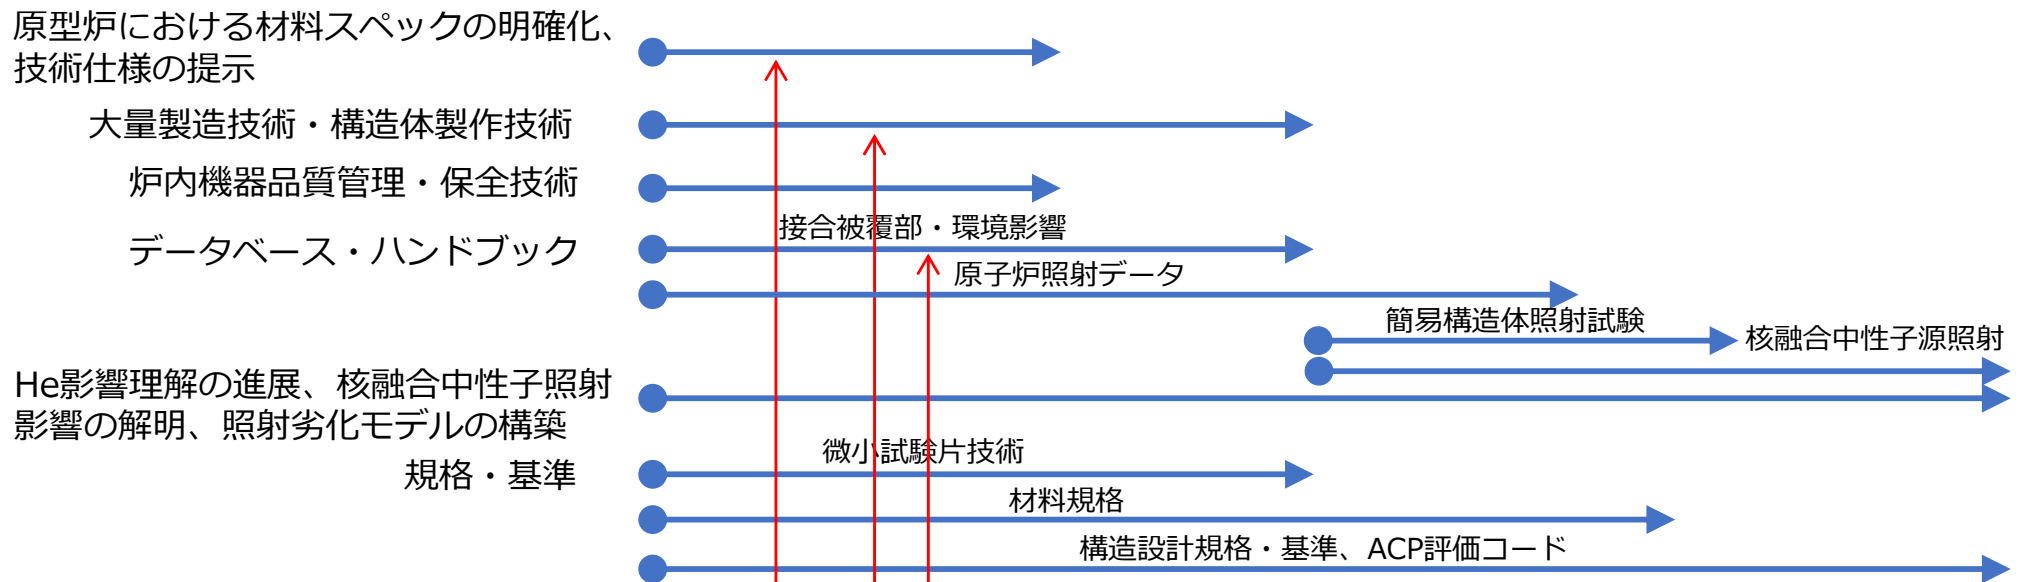 原型炉における材料スペックの明確化、
技術仕様の提示
大量製造技術・構造体製作技術
炉内機器品質管理・保全技術
接合被覆部・環境影響
データベース・ハンドブック
原子炉照射データ
簡易構造体照射試験
核融合中性子源照射
He影響理解の進展、核融合中性子照射
影響の解明、照射劣化モデルの構築
微小試験片技術
規格・基準
材料規格
構造設計規格・基準、ACP評価コード